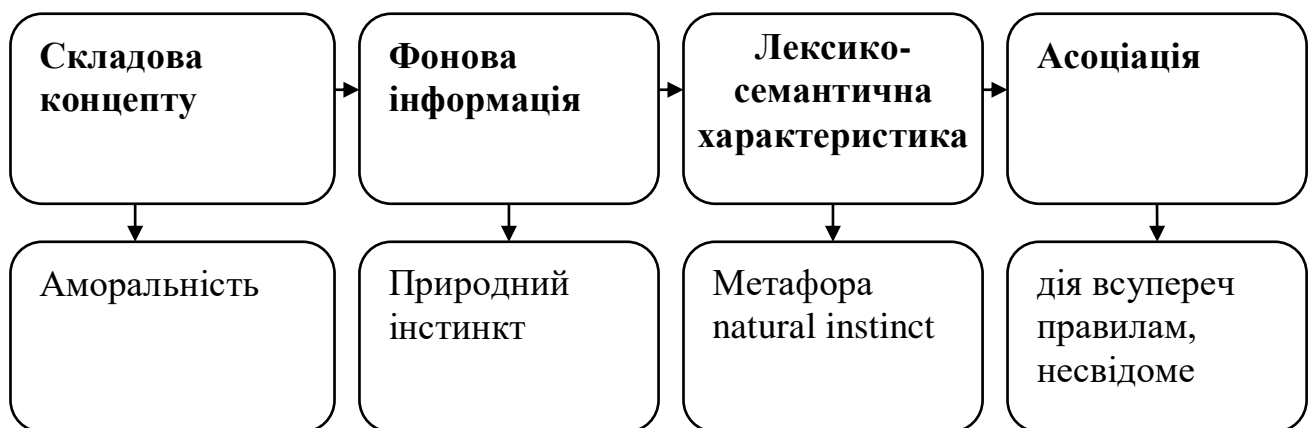 Складова
концепту
Фонова
інформація
Лексико-
семантична
характеристика
Асоціація
Аморальність
Природний
інстинкт
Метафора
natural instinct
дія всупереч
правилам,
несвідоме